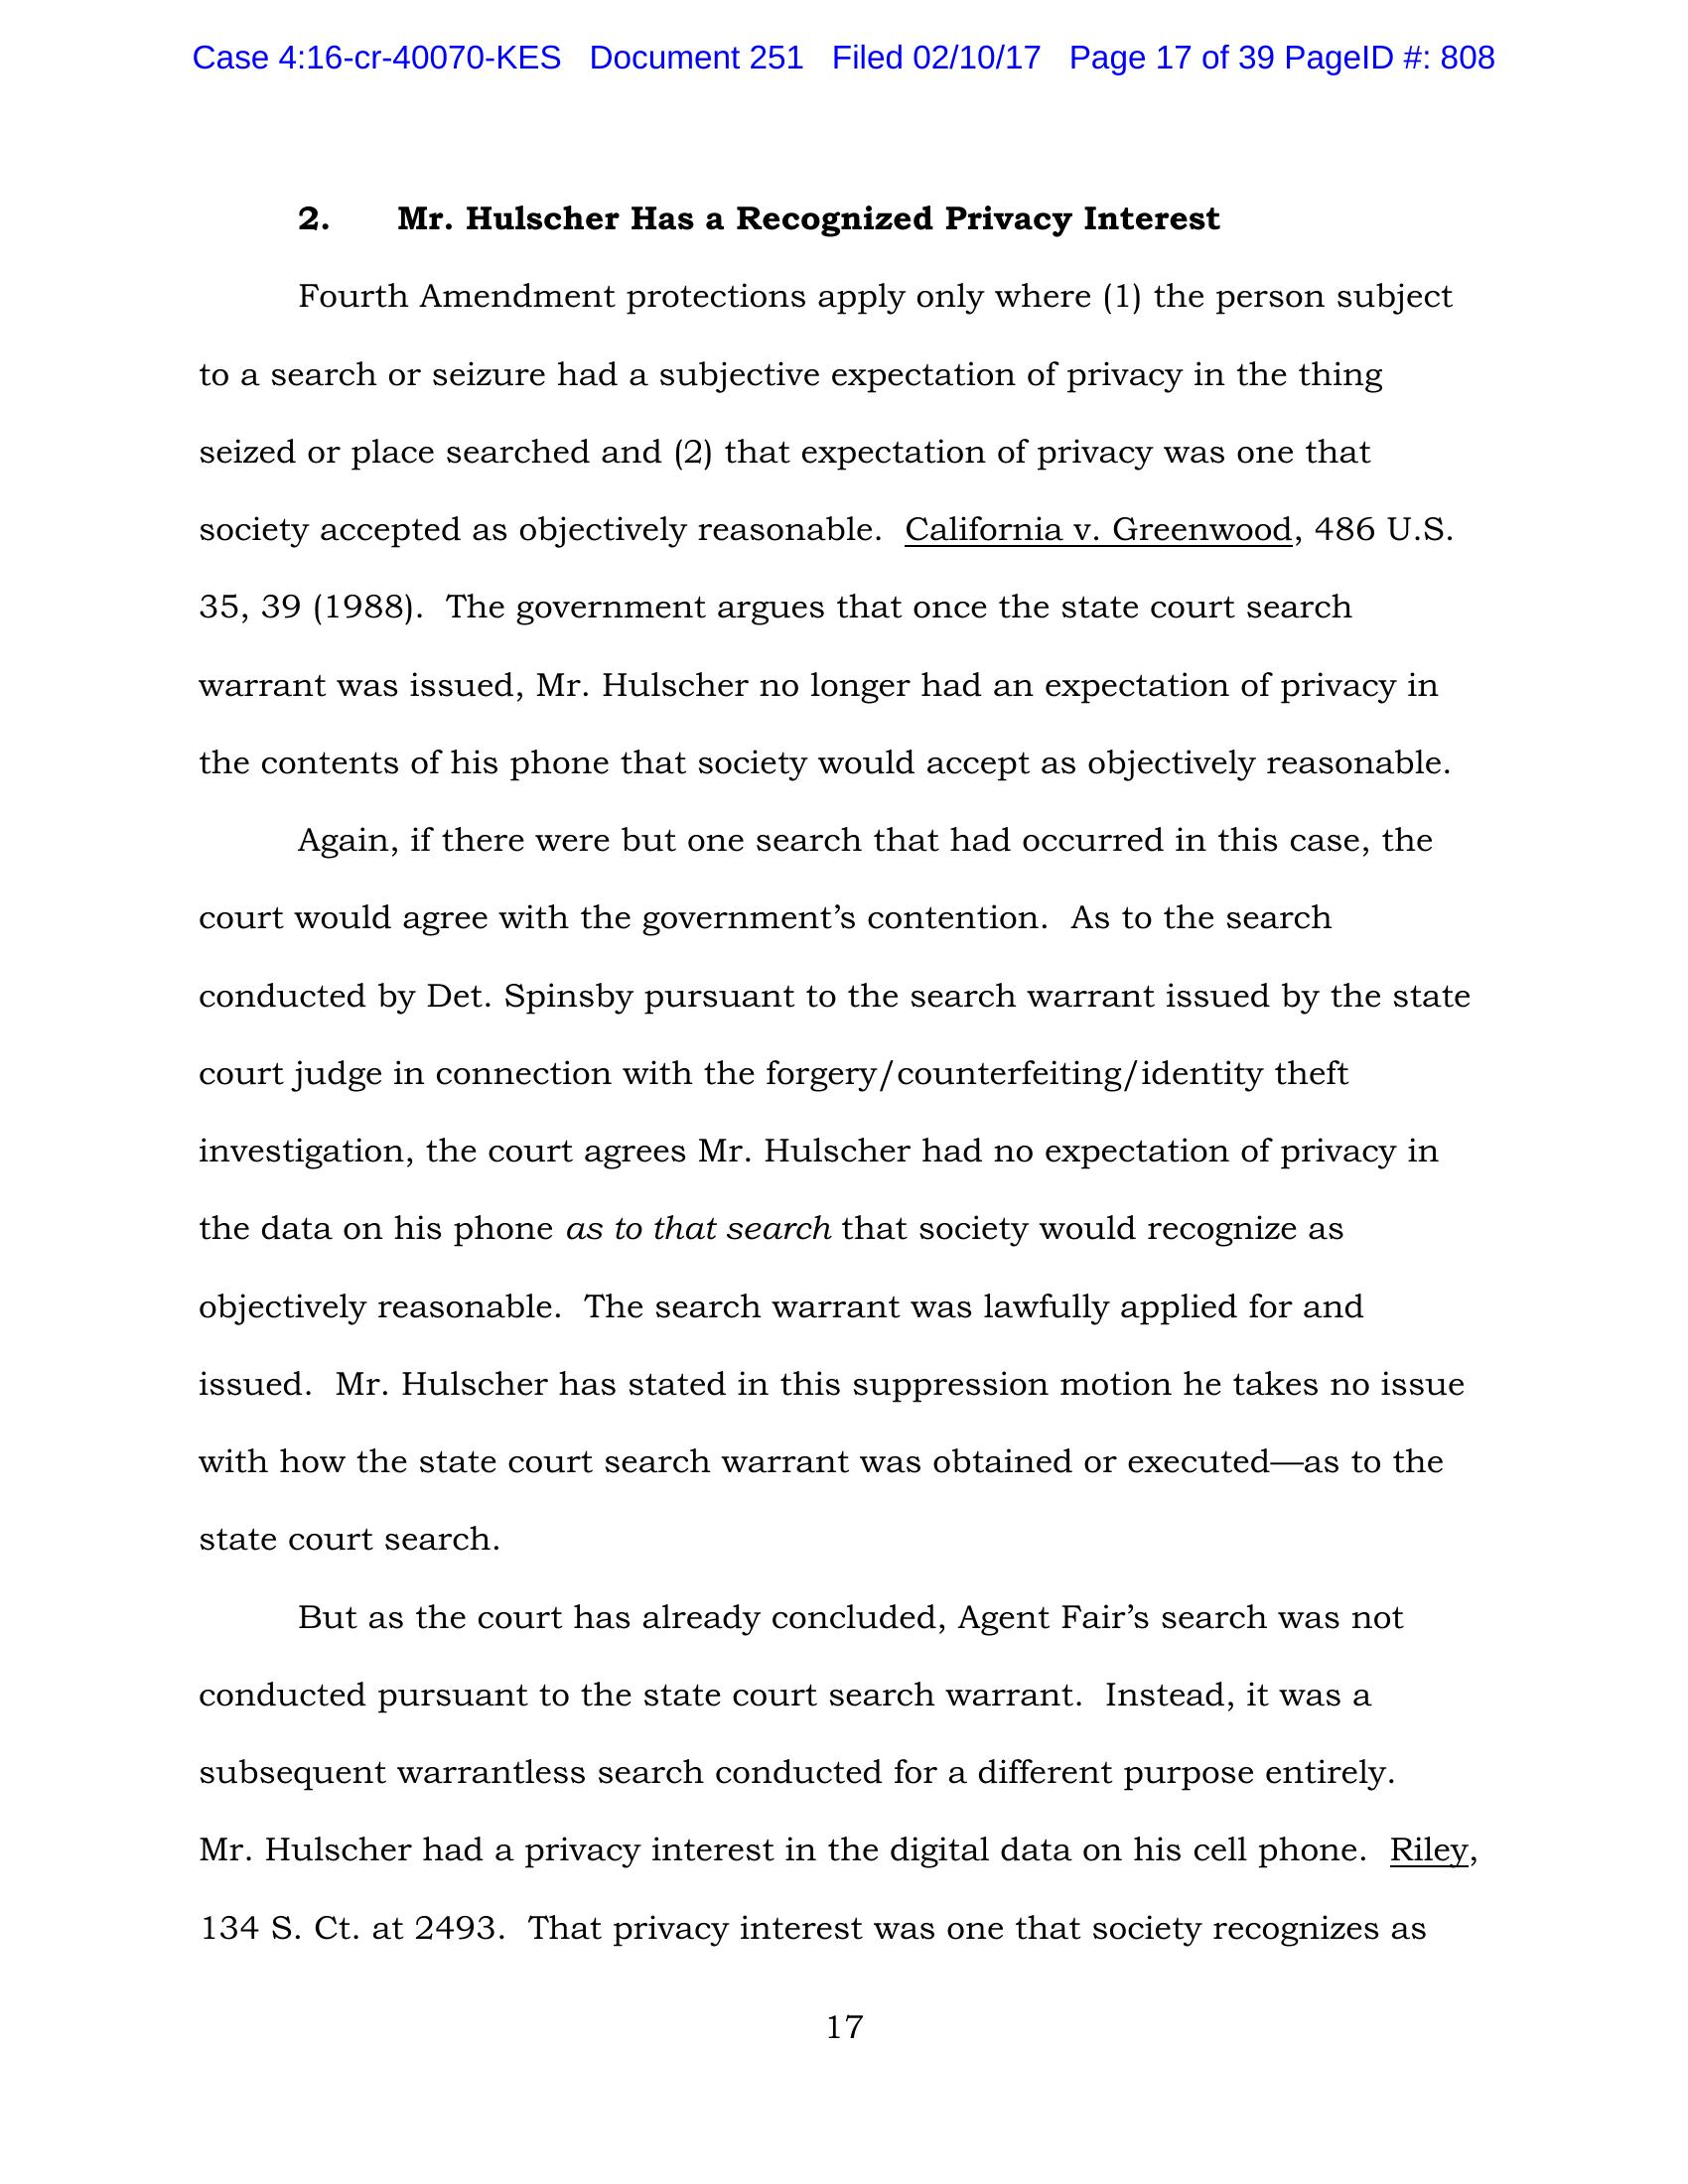 Case 4:16-cr-40070-KES Document 251 Filed 02/10/17 Page 17 of 39 PageID #: 808
2. Mr. Hulscher Has a Recognized Privacy Interest
Fourth Amendment protections apply only where (1) the person subject
to a search or seizure had a subjective expectation of privacy in the thing
seized or place searched and (2) that expectation of privacy was one that
society accepted as objectively reasonable. California v. Greenwood, 486 U.S.
35, 39 (1988). The government argues that once the state court search
warrant was issued, Mr. Hulscher no longer had an expectation of privacy in
the contents of his phone that society would accept as objectively reasonable.
Again, if there were but one search that had occurred in this case, the
court would agree with the government’s contention. As to the search
conducted by Det. Spinsby pursuant to the search warrant issued by the state
court judge in connection with the forgery/counterfeiting/identity theft
investigation, the court agrees Mr. Hulscher had no expectation of privacy in
the data on his phone as to that search that society would recognize as
objectively reasonable. The search warrant was lawfully applied for and
issued. Mr. Hulscher has stated in this suppression motion he takes no issue
with how the state court search warrant was obtained or executed—as to the
state court search.
But as the court has already concluded, Agent Fair’s search was not
conducted pursuant to the state court search warrant. Instead, it was a
subsequent warrantless search conducted for a different purpose entirely.
Mr. Hulscher had a privacy interest in the digital data on his cell phone. Riley,
134 S. Ct. at 2493. That privacy interest was one that society recognizes as
17